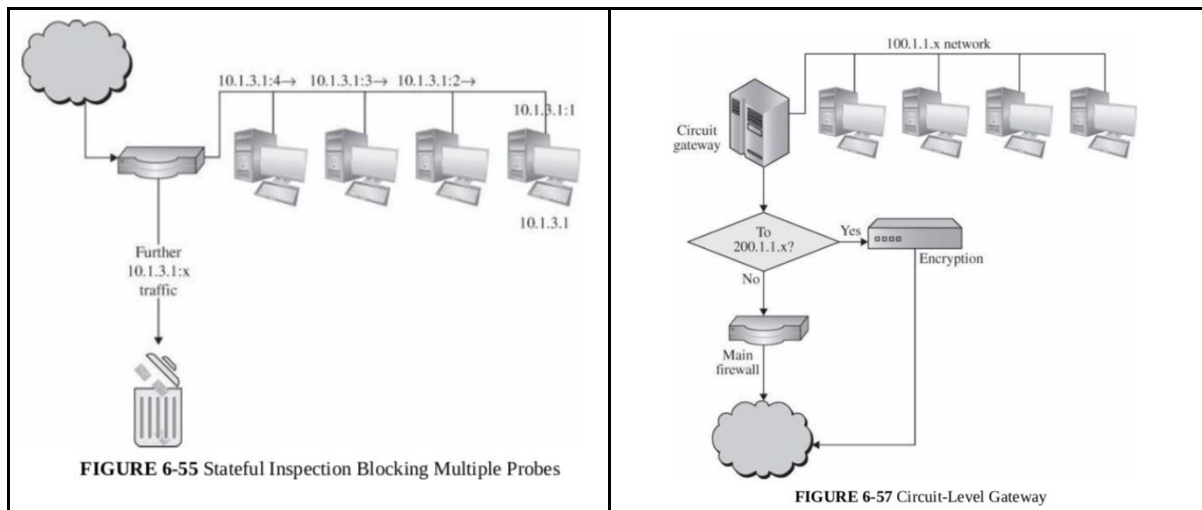 10.1.3.1:4→ 10.1.3.1:3→ 10.1.3.1:2→
10.1.3.1:1
10.1.3.1
Further
10.1.3.1:x
traffic
FIGURE 6-55 Stateful Inspection Blocking Multiple Probes
100.1.1.x network
Circuit
gateway
To
200.1.1.x?
Yes
Encryption
No
Main
firewall
FIGURE 6-57 Circuit-Level Gateway